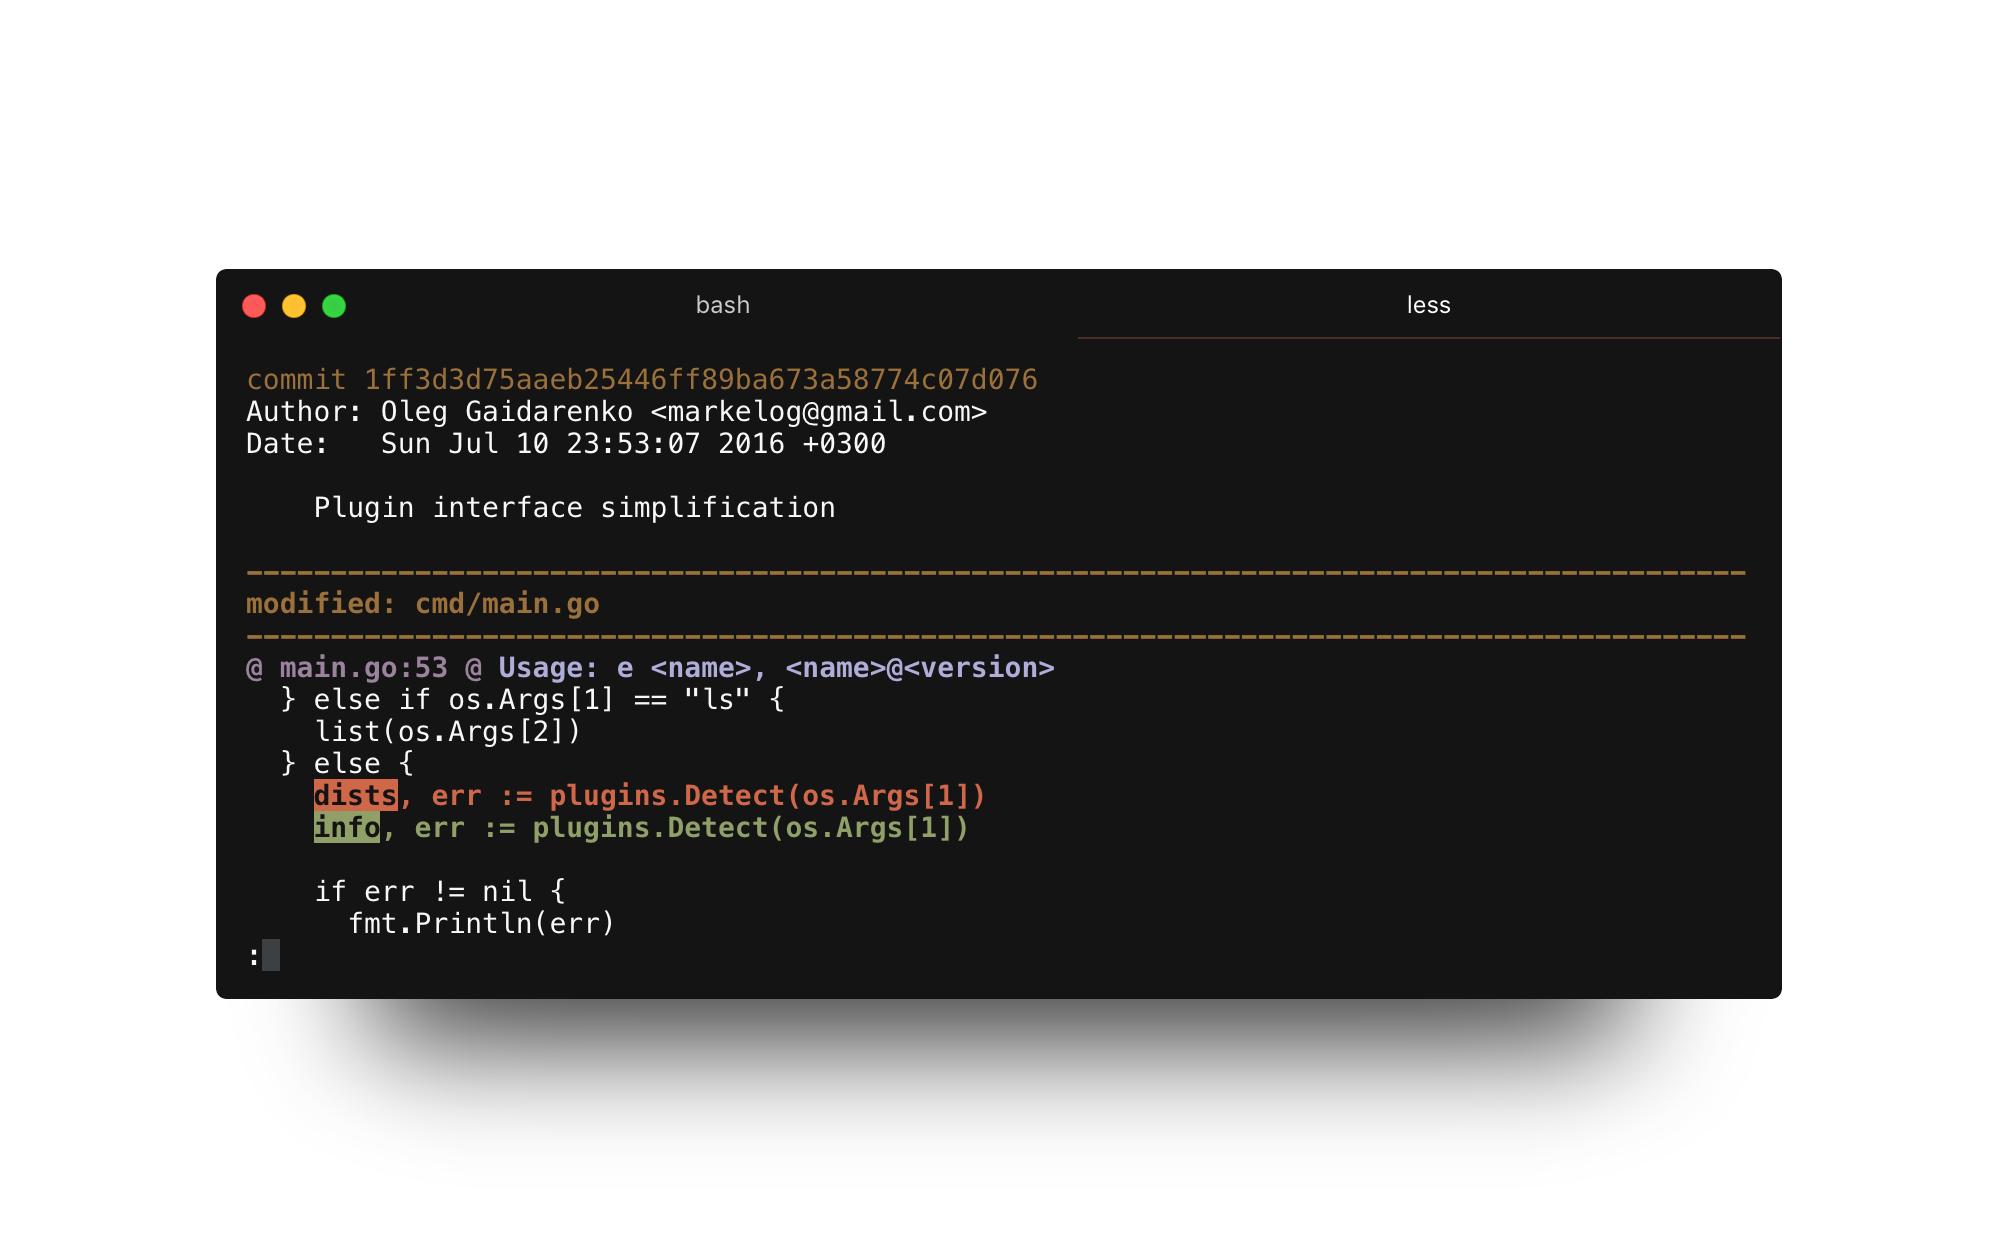 bash less
commit 1ff3d3d75aaeb25446ff89ba673a58774c07d076
Author: Oleg Gaidarenko <markelog@gmail.com>
Date:   Sun Jul 10 23:53:07 2016 +0300
    Plugin interface simplification
-----------------------------------------------------------------------------------------
modified: cmd/main.go
-----------------------------------------------------------------------------------------
@ main.go:53 @ Usage: e <name>, <name>@<version>
  } else if os.Args[1] == "ls" {
    list(os.Args[2])
  } else {
    dists, err := plugins.Detect(os.Args[1])
    info, err := plugins.Detect(os.Args[1])
    if err != nil {
      fmt.Println(err)
: